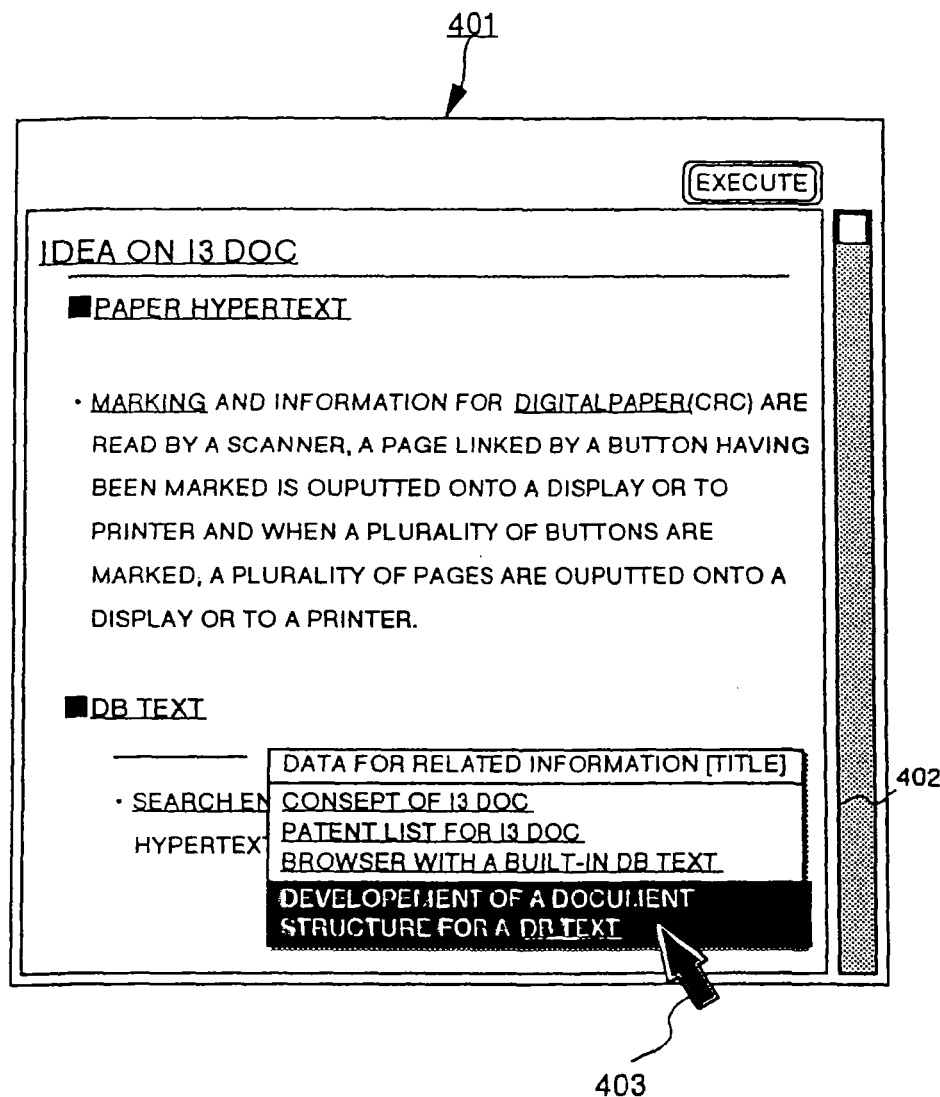 401
EXECUTE
IDEA ON I3 DOC
■PAPER HYPERTEXT
· MARKING AND INFORMATION FOR DIGITALPAPER(CRC) ARE
READ BY A SCANNER, A PAGE LINKED BY A BUTTON HAVING
BEEN MARKED IS OUPUTTED ONTO A DISPLAY OR TO
PRINTER AND WHEN A PLURALITY OF BUTTONS ARE
MARKED, A PLURALITY OF PAGES ARE OUPUTTED ONTO A
DISPLAY OR TO A PRINTER.
■DB TEXT
DATA FOR RELATED INFORMATION [TITLE]
402
· SEARCH EN
CONSEPT OF I3 DOC
HYPERTEXT
PATENT LIST FOR I3 DOC
BROWSER WITH A BUILT-IN DB TEXT
DEVELOPEMENT OF A DOCUMENT
STRUCTURE FOR A DB TEXT
403